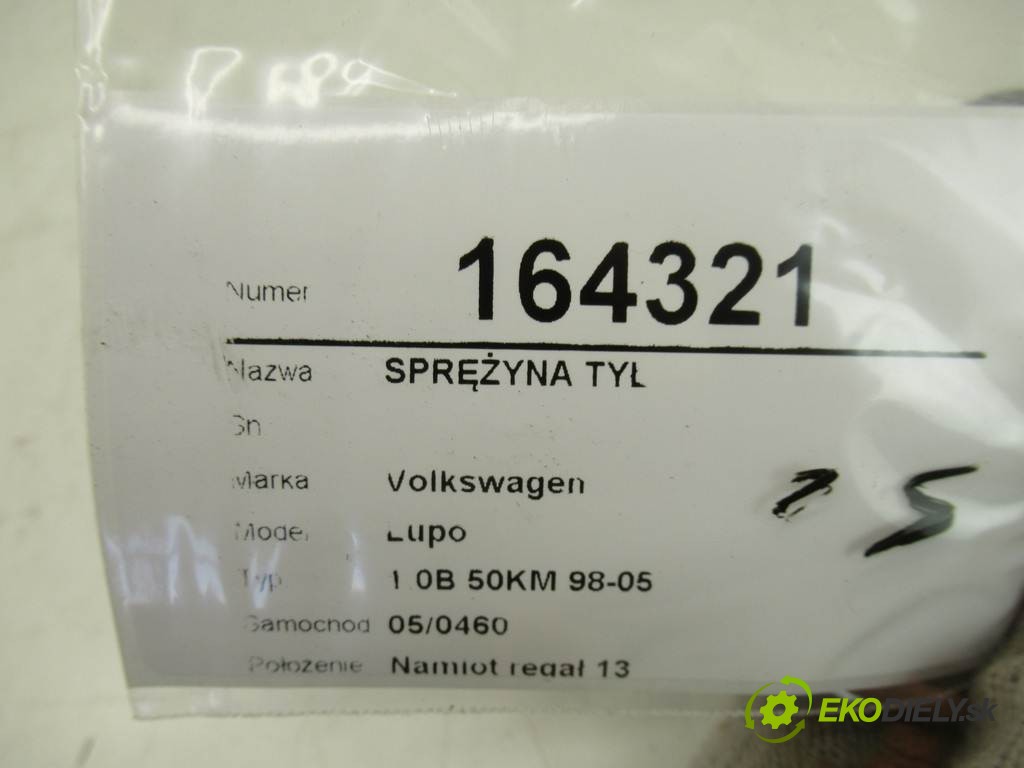 Numer 164321
Nazwa SPRĘŻYNA TYŁ
Sn
Marka Volkswagen
Model Lupo
Typ 1.0B 50KM 98-05
Samochod 05/0460
Położenie Namiot regał 13
EKODIELY.sk